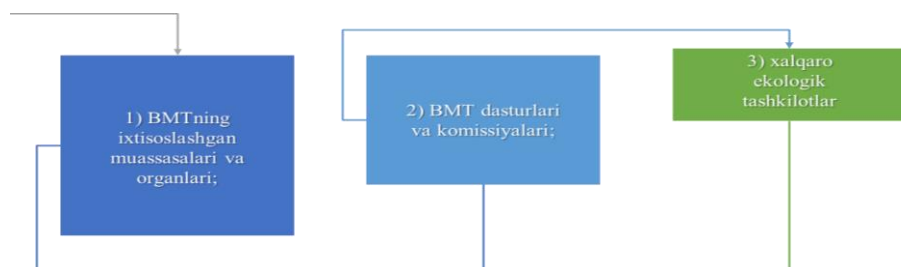 1) BMTning
ixtisoslashgan
muassasalari va
organlari;
2) BMT dasturlari
va komissiyalari;
3) xalqaro
ekologik
tashkilotlar